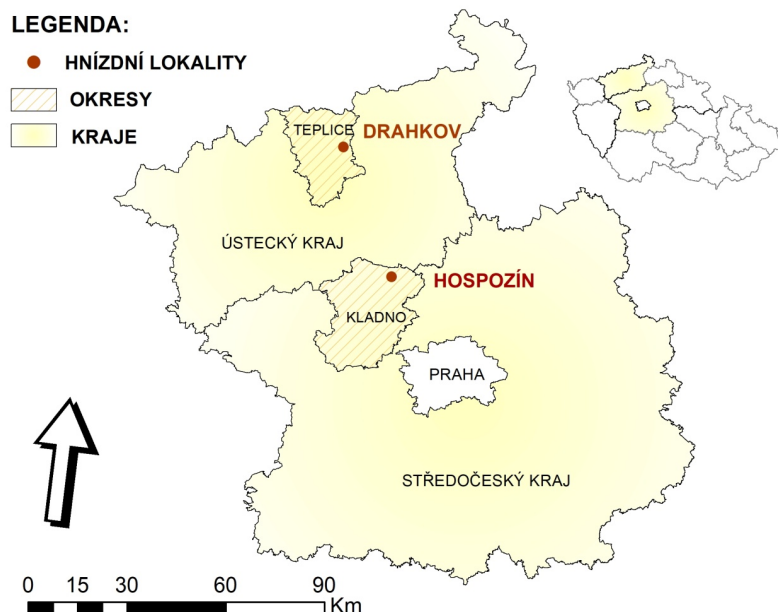 LEGENDA:
HNÍZDNÍ LOKALITY
OKRESY
KRAJE
TEPLICE
DRAHKOV
ÚSTECKÝ KRAJ
HOSPOZÍN
KLADNO
PRAHA
STŘEDOČESKÝ KRAJ
0 15 30 60 90
Km